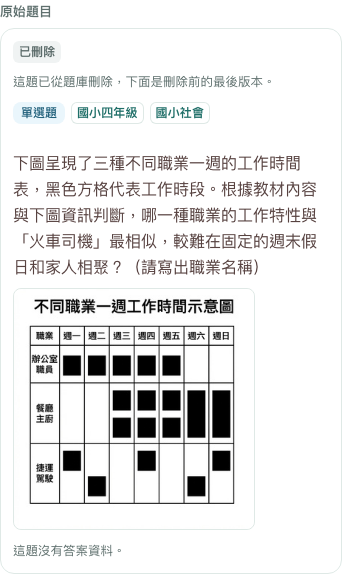 原始題目
已刪除
這題已從題庫刪除，下面是刪除前的最後版本。
單選題 國小四年級 國小社會
下圖呈現了三種不同職業一週的工作時間
表，黑色方格代表工作時段。根據教材內容
與下圖資訊判斷，哪一種職業的工作特性與
「火車司機」最相似，較難在固定的週末假
日和家人相聚？（請寫出職業名稱）
不同職業一週工作時間示意圖
職業 週一 週二 週三 週四 週五 週六 週日
辦公室
職員
餐廳
主廚
捷運
駕駛
這題沒有答案資料。